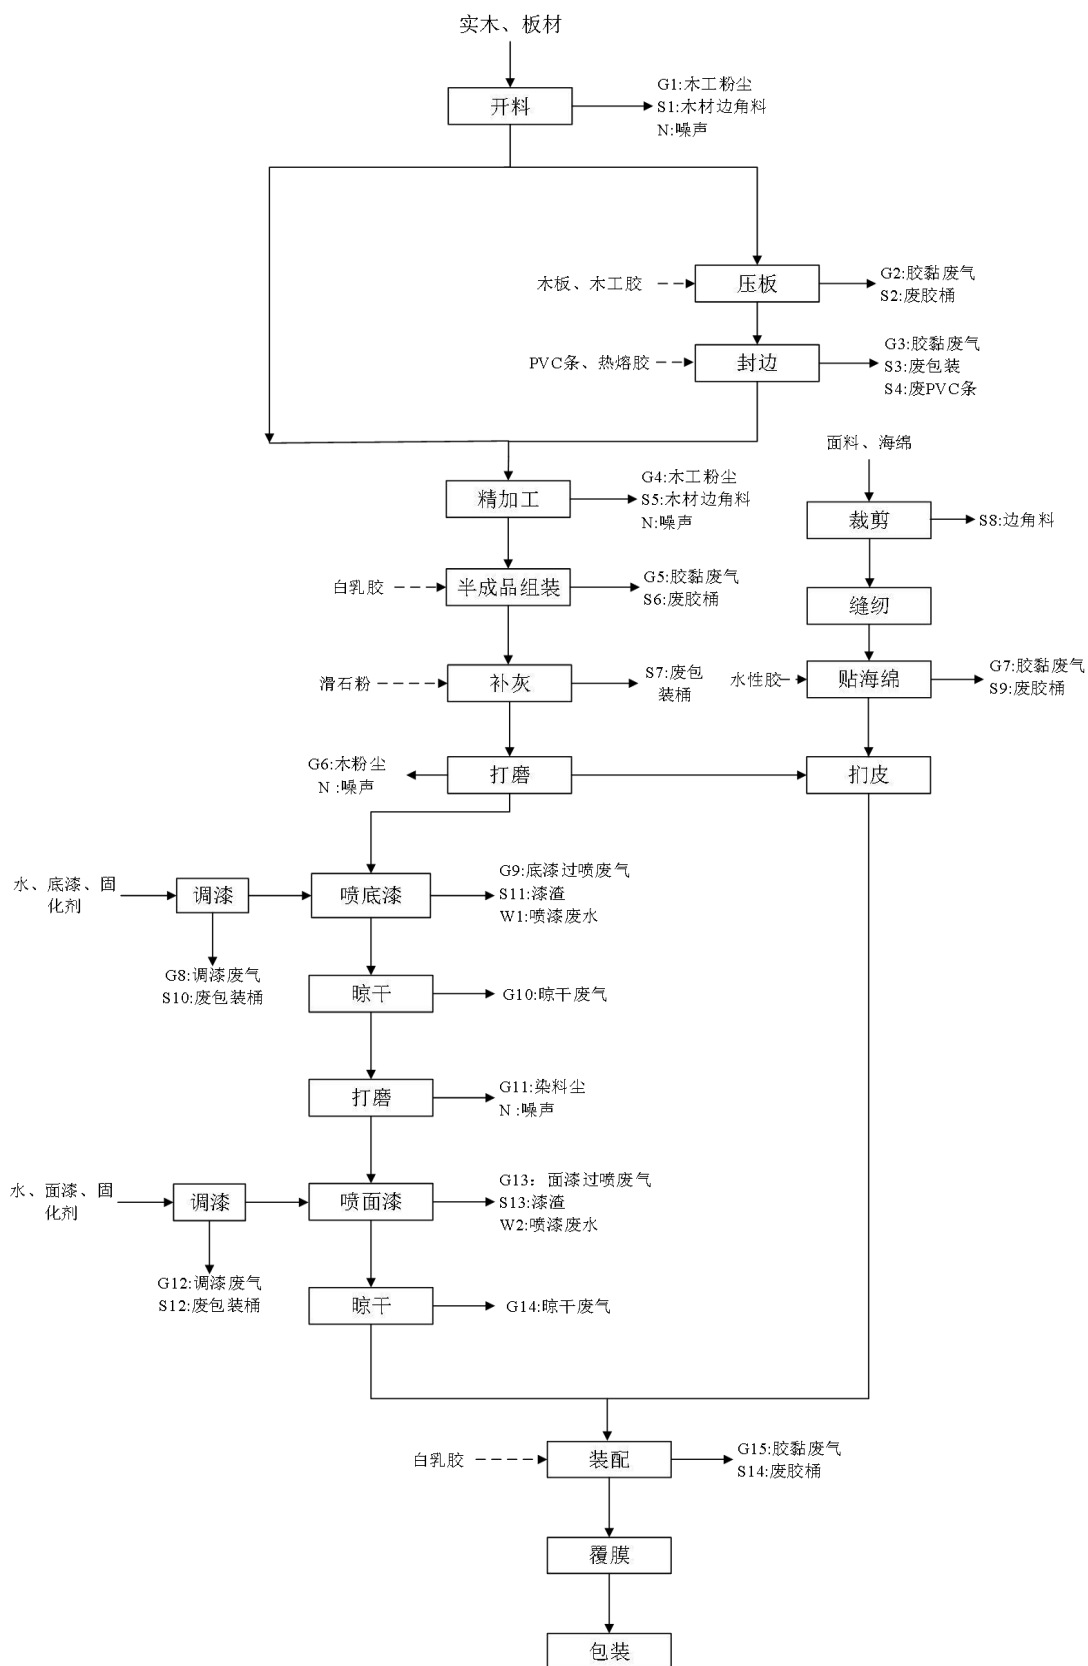 实木、板材
开料
G1:木工粉尘
S1:木材边角料
N:噪声
木板、木工胶
压板
G2:胶黏废气
S2:废胶桶
PVC条、热熔胶
封边
G3:胶黏废气
S3:废包装
S4:废PVC条
面料、海绵
精加工
G4:木工粉尘
S5:木材边角料
N:噪声
裁剪
S8:边角料
白乳胶
半成品组装
G5:胶黏废气
S6:废胶桶
缝纫
滑石粉
补灰
S7:废包
装桶
水性胶
贴海绵
G7:胶黏废气
S9:废胶桶
G6:木粉尘
N:噪声
打磨
扪皮
水、底漆、固
化剂
调漆
喷底漆
G9:底漆过喷废气
S11:漆渣
W1:喷漆废水
G8:调漆废气
S10:废包装桶
晾干
G10:晾干废气
打磨
G11:染料尘
N:噪声
水、面漆、固
化剂
调漆
喷面漆
G13：面漆过喷废气
S13:漆渣
W2:喷漆废水
G12:调漆废气
S12:废包装桶
晾干
G14:晾干废气
白乳胶
装配
G15:胶黏废气
S14:废胶桶
覆膜
包装